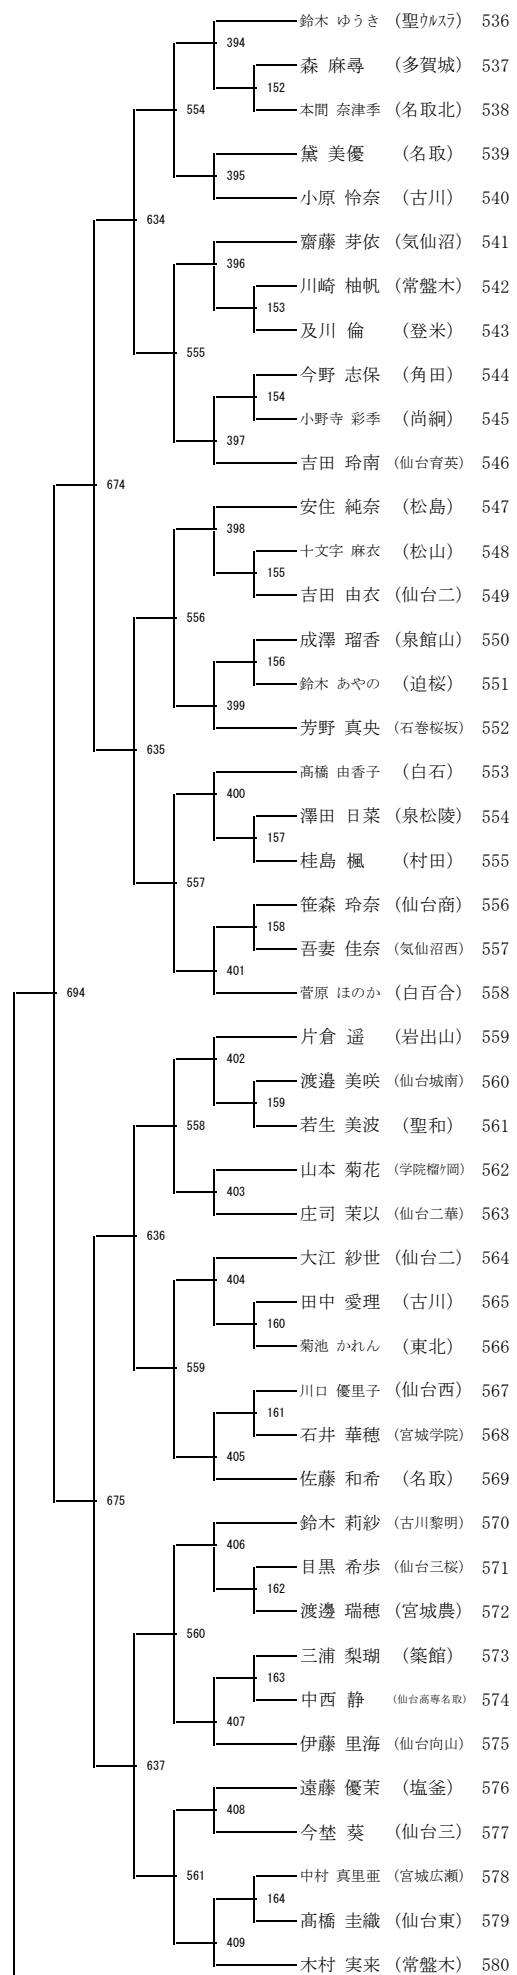 鈴木 ゆうき (聖ウルスラ) 536
394
森 麻尋 (多賀城) 537
152
554 本間 奈津季 (名取北) 538
黛 美優 (名取) 539
395
小原 怜奈 (古川) 540
634
齋藤 芽依 (気仙沼) 541
396
川崎 柚帆 (常盤木) 542
153
及川 倫 (登米) 543
555
今野 志保 (角田) 544
154
小野寺 彩季 (尚絅) 545
397
吉田 玲南 (仙台育英) 546
674
安住 純奈 (松島) 547
398
十文字 麻衣 (松山) 548
155
吉田 由衣 (仙台二) 549
556
成澤 瑠香 (泉館山) 550
156
鈴木 あやの (迫桜) 551
399
芳野 真央 (石巻桜坂) 552
635
髙橋 由香子 (白石) 553
400
澤田 日菜 (泉松陵) 554
157
桂島 楓 (村田) 555
557
笹森 玲奈 (仙台商) 556
158
吾妻 佳奈 (気仙沼西) 557
401
694 菅原 ほのか (白百合) 558
片倉 遥 (岩出山) 559
402
渡邉 美咲 (仙台城南) 560
159
558 若生 美波 (聖和) 561
山本 菊花 (学院榴ケ岡) 562
403
庄司 茉以 (仙台二華) 563
636
大江 紗世 (仙台二) 564
404
田中 愛理 (古川) 565
160
菊池 かれん (東北) 566
559
川口 優里子 (仙台西) 567
161
石井 華穂 (宮城学院) 568
405
佐藤 和希 (名取) 569
675
鈴木 莉紗 (古川黎明) 570
406
目黒 希歩 (仙台三桜) 571
162
渡邊 瑞穂 (宮城農) 572
560
三浦 梨瑚 (築館) 573
163
中西 静 (仙台高専名取) 574
407
伊藤 里海 (仙台向山) 575
637
遠藤 優茉 (塩釜) 576
408
今埜 葵 (仙台三) 577
561 中村 真里亜 (宮城広瀬) 578
164
髙橋 圭織 (仙台東) 579
409
木村 実来 (常盤木) 580